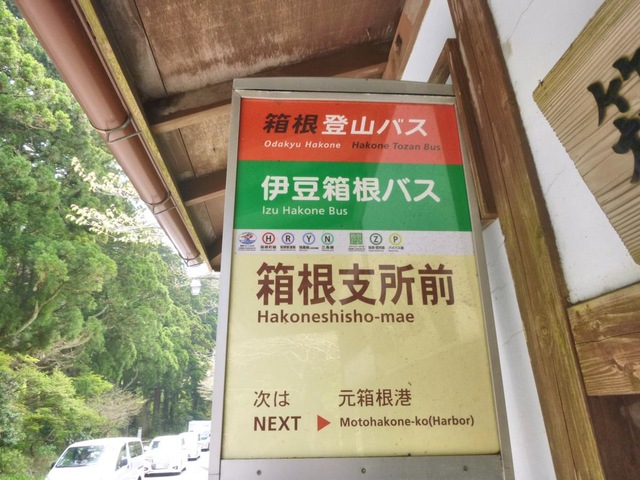 箱根登山バス
Odakyu Hakone Hakone Tozan Bus
伊豆箱根バス
Izu Hakone Bus
H R Y N Z P
箱根支所前
Hakoneshisho-mae
次は 元箱根港
NEXT ▶ Motohakone-ko(Harbor)